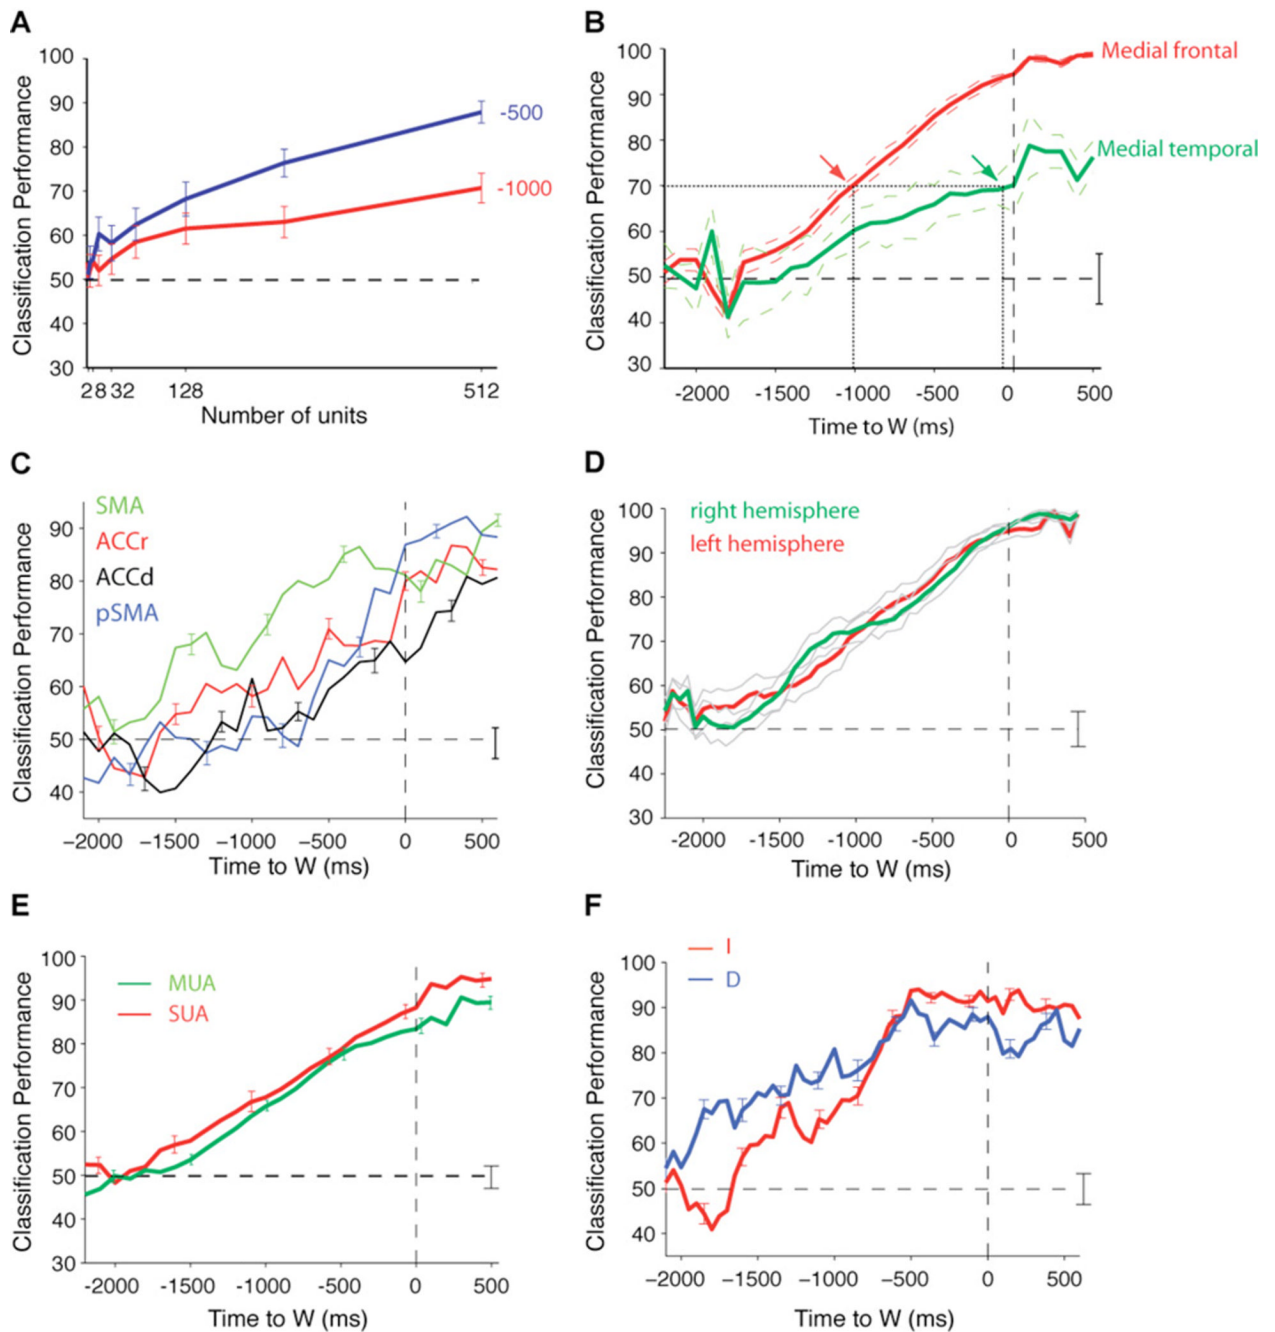 A
Classification Performance
100
90
80
70
60
50
40
30
-500
-1000
2 8 32 128 512
Number of units
B
Classification Performance
100
90
80
70
60
50
40
30
Medial frontal
Medial temporal
-2000 -1500 -1000 -500 0 500
Time to W (ms)
C
Classification Performance
90
80
70
60
50
40
SMA
ACCr
ACCd
pSMA
−2000 −1500 −1000 −500 0 500
Time to W (ms)
D
Classification Performance
100
90
80
70
60
50
40
30
right hemisphere
left hemisphere
-2000 -1500 -1000 -500 0 500
Time to W (ms)
E
Classification Performance
100
90
80
70
60
50
40
30
MUA
SUA
-2000 -1500 -1000 -500 0 500
Time to W (ms)
F
Classification Performance
100
90
80
70
60
50
40
I
D
−2000 −1500 −1000 −500 0 500
Time to W (ms)